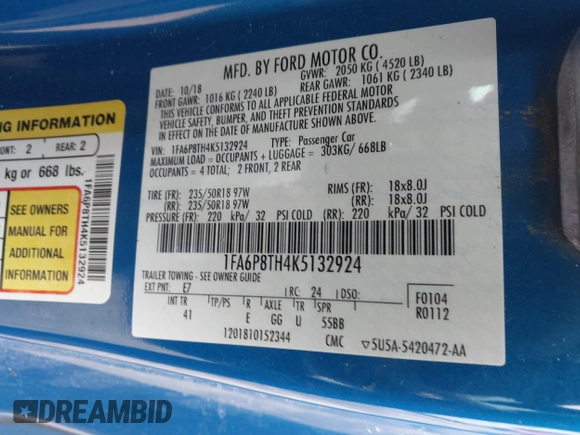 MFD. BY FORD MOTOR CO.
DATE: 10/18 GVWR: 2050 KG ( 4520 LB)
FRONT GAWR: 1016 KG ( 2240 LB) REAR GAWR: 1061 KG ( 2340 LB)
THIS VEHICLE CONFORMS TO ALL APPLICABLE FEDERAL MOTOR
VEHICLE SAFETY, BUMPER, AND THEFT PREVENTION STANDARDS
IN EFFECT ON THE DATE OF MANUFACTURE SHOWN ABOVE.
VIN: 1FA6P8TH4K5132924 TYPE: Passenger Car
MAXIMUM LOAD = OCCUPANTS + LUGGAGE = 303KG/ 668LB
OCCUPANTS = 4 TOTAL: 2 FRONT, 2 REAR
TIRE (FR): 235/50R18 97W RIMS (FR): 18x8.0J
(RR): 235/50R18 97W (RR): 18x8.0J
PRESSURE (FR): 220 kPa/ 32 PSI COLD (RR): 220 kPa/ 32 PSI COLD
1FA6P8TH4K5132924
TRAILER TOWING - SEE OWNER GUIDE
EXT PNT: E7 RC: 24 DSO: F0104
INT TR TP/PS R AXLE TR SPR R0112
41 E GG U 55BB
1201810152344 CMC 5U5A-5420472-AA
NG INFORMATION
ONT: 2 REAR: 2
kg or 668 lbs.
SEE OWNERS
MANUAL FOR
ADDITIONAL
INFORMATION
1FA6P8TH4K5132924
DREAMBID